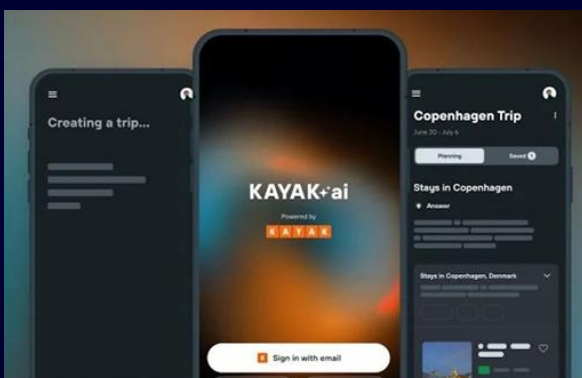 Creating a trip...
KAYAK ai
Powered by
KAYAK
K Sign in with email
Copenhagen Trip
June 30 - July 6
Planning
Saved 1
Stays in Copenhagen
Answer
Stays in Copenhagen, Denmark